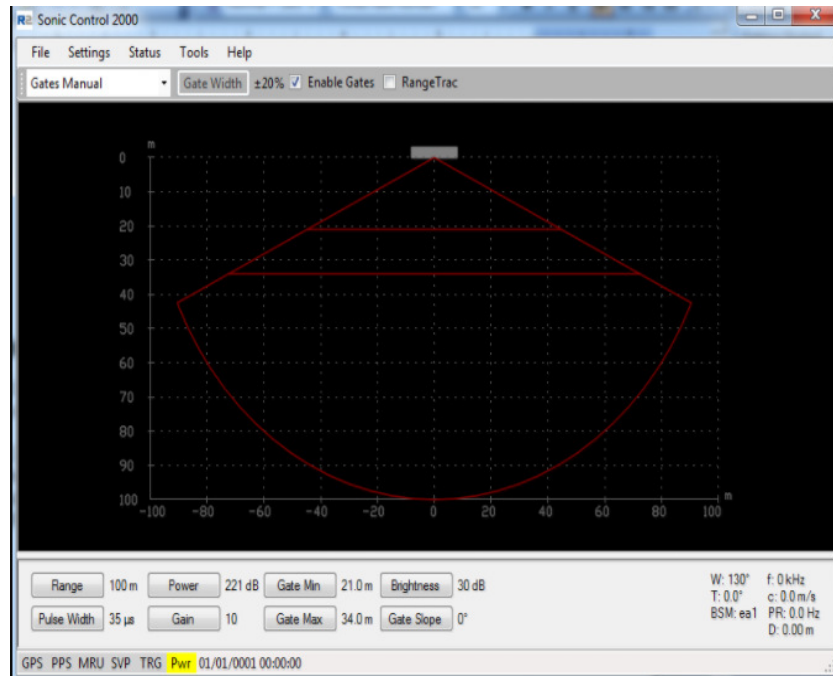 R2 Sonic Control 2000
File Settings Status Tools Help
Gates Manual Gate Width ±20% Enable Gates RangeTrac
m
0
10
20
30
40
50
60
70
80
90
100
-100 -80 -60 -40 -20 0 20 40 60 80 100 m
Range 100 m Power 221 dB Gate Min 21.0 m Brightness 30 dB
Pulse Width 35 µs Gain 10 Gate Max 34.0 m Gate Slope 0°
W: 130° f: 0 kHz
T: 0.0° c: 0.0 m/s
BSM: ea1 PR: 0.0 Hz
D: 0.00 m
GPS PPS MRU SVP TRG Pwr 01/01/0001 00:00:00